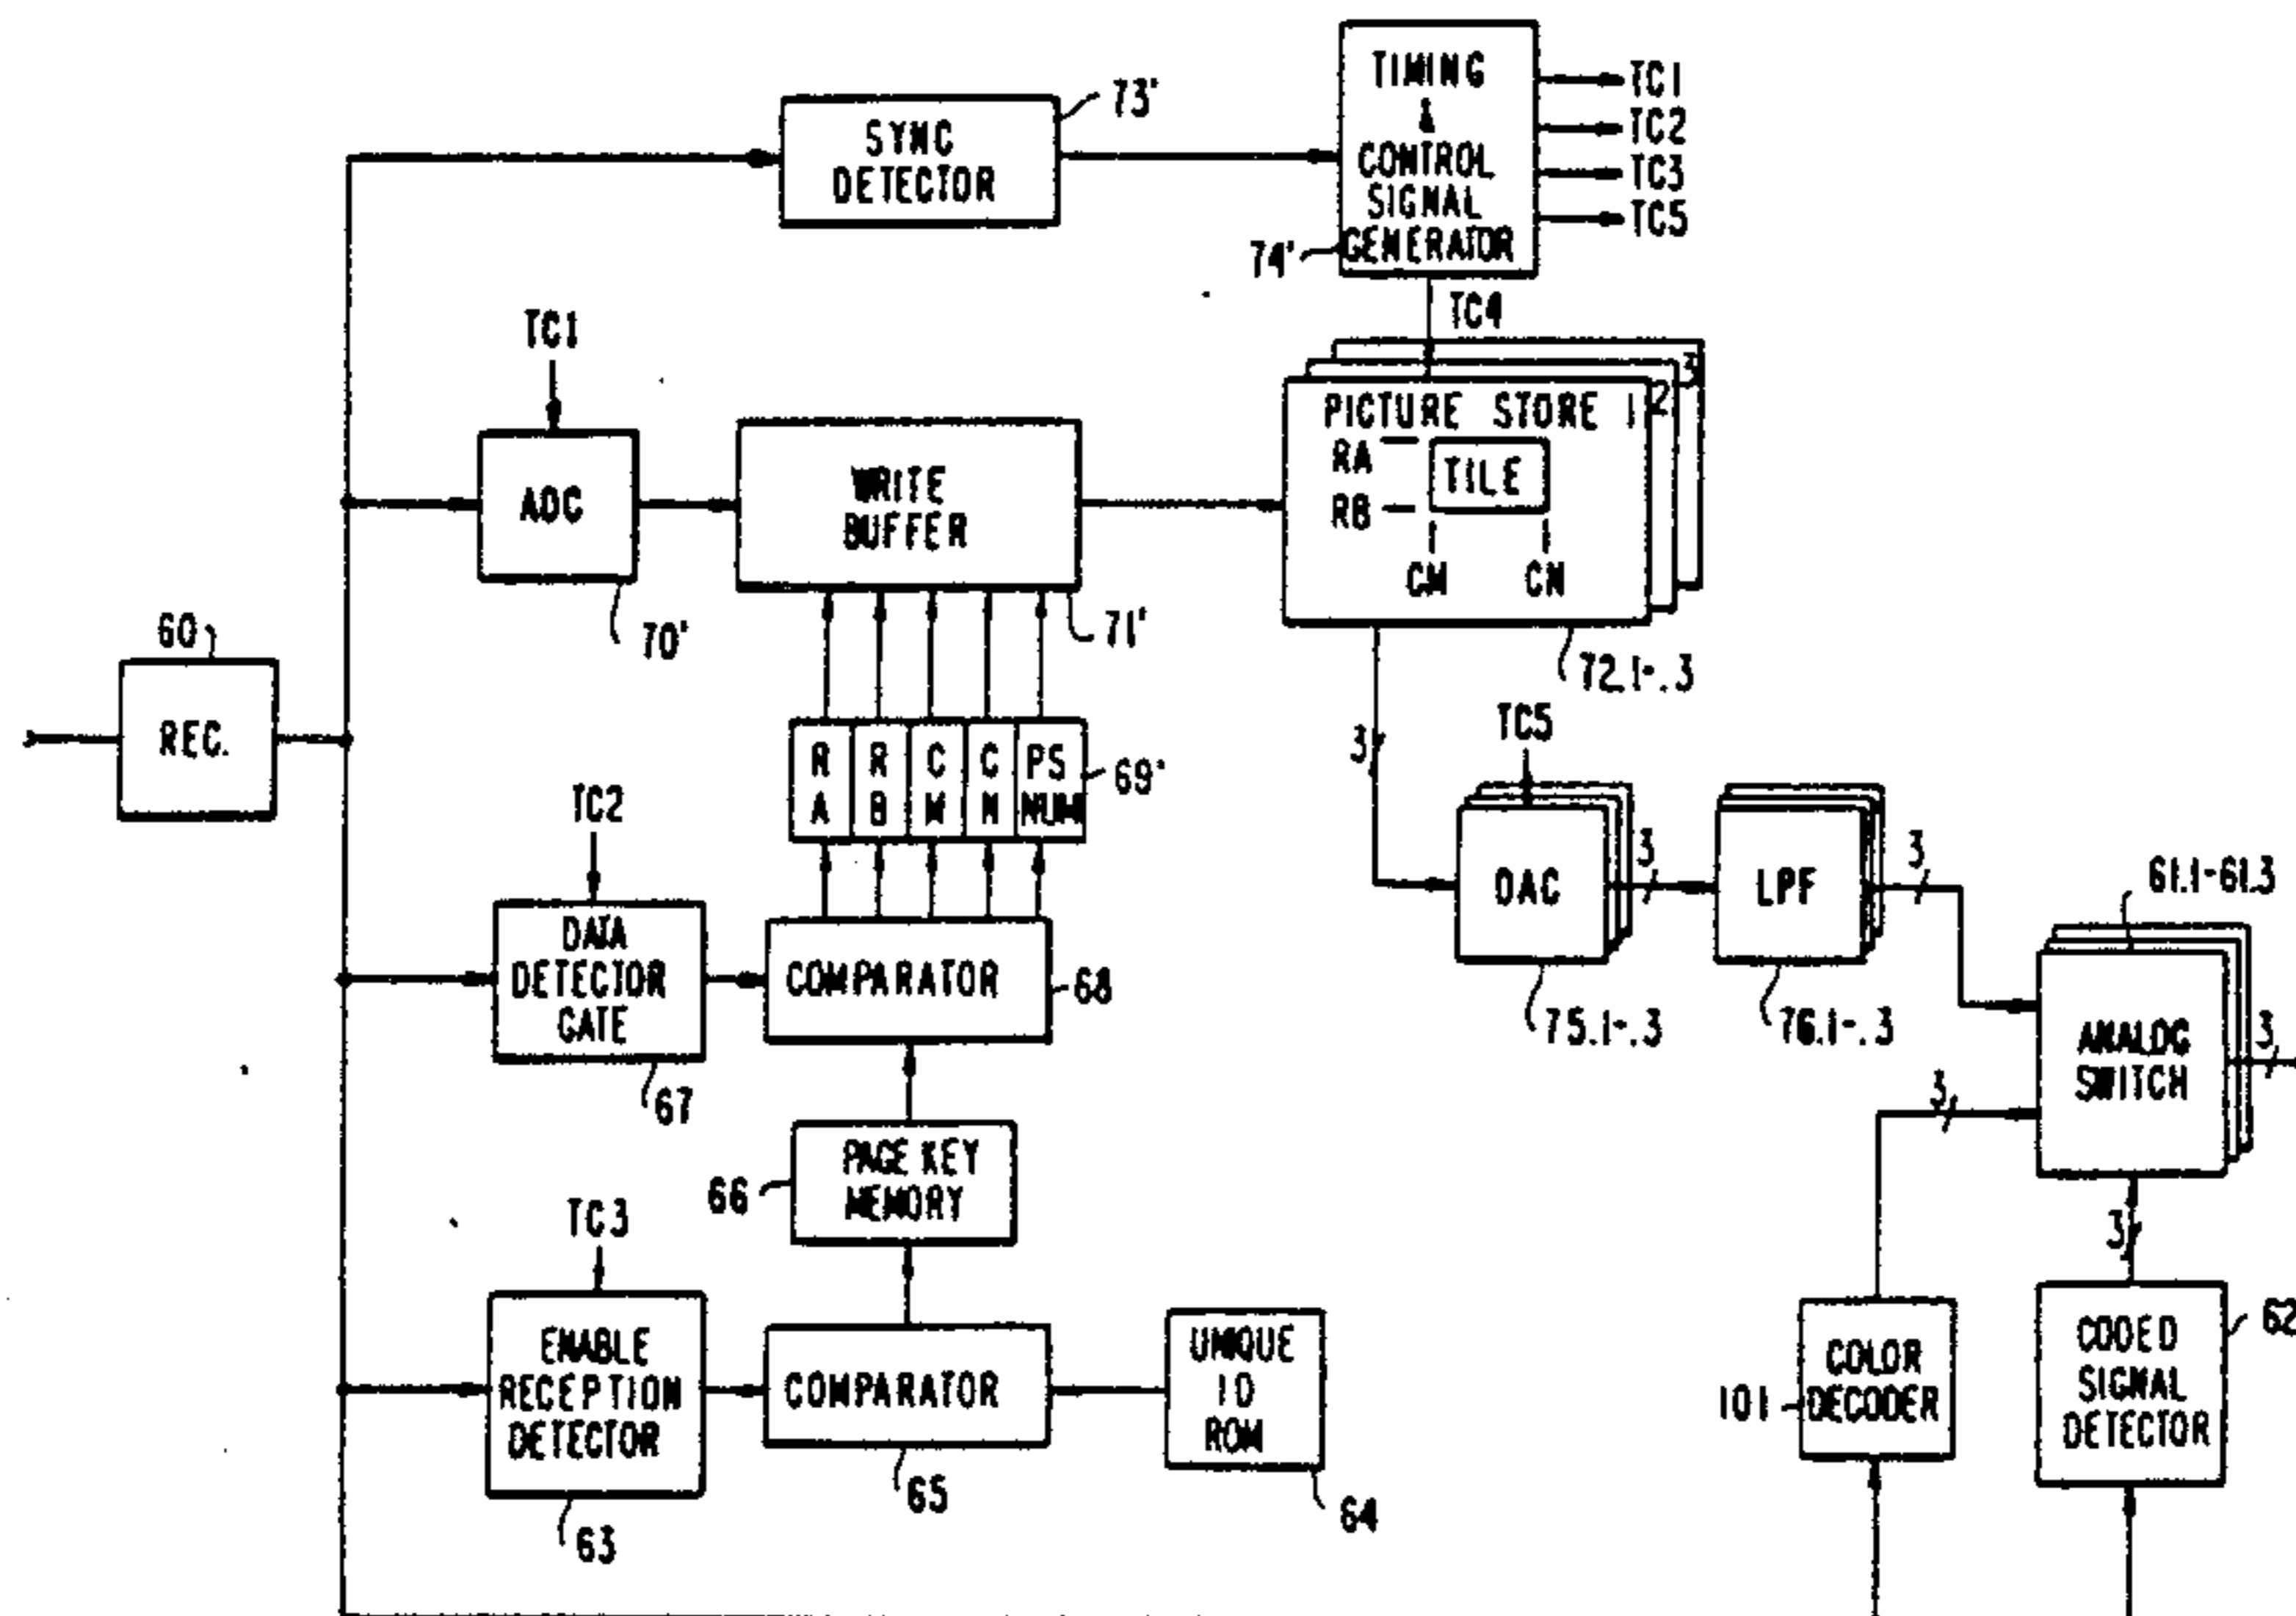 TIMING
&
CONTROL
SIGNAL
GENERATOR
74'
TC1
TC2
TC3
TC5
73'
SYNC
DETECTOR
TC4
TC1
ADC
70'
WRITE
BUFFER
71'
PICTURE STORE 1
2
3
RA
RB
TILE
CM
CN
72.1-.3
60
REC.
RA
RB
CM
CN
PS NUM
69'
3
TC5
DAC
75.1-.3
3
LPF
76.1-.3
3
61.1-61.3
ANALOG
SWITCH
3
3
3
TC2
DATA
DETECTOR
GATE
67
COMPARATOR
68
PAGE KEY
MEMORY
66
TC3
ENABLE
RECEPTION
DETECTOR
63
COMPARATOR
65
UNIQUE
ID
ROM
64
COLOR
DECODER
101
CODED
SIGNAL
DETECTOR
62